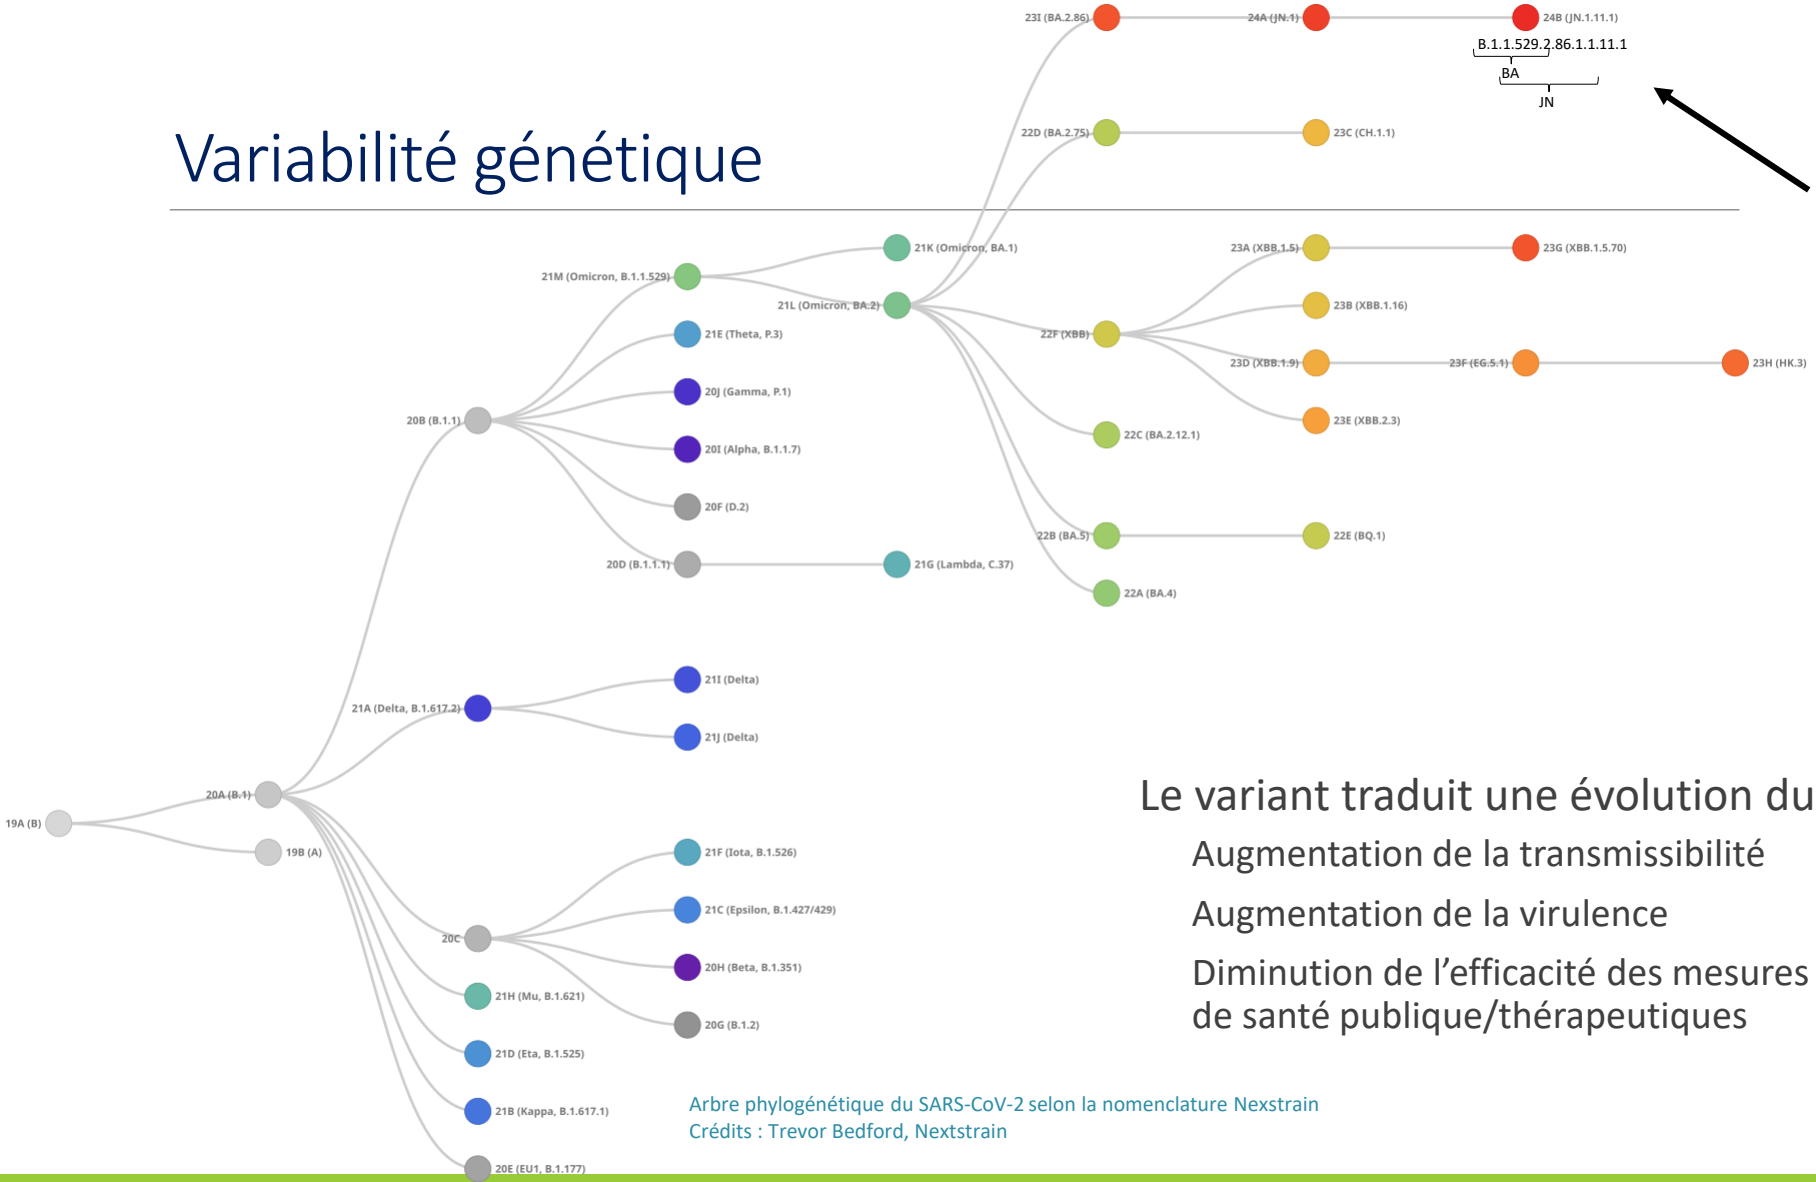 23I (BA.2.86)
24A (JN.1)
24B (JN.1.11.1)
B.1.1.529.2.86.1.1.11.1
BA
JN
22D (BA.2.75)
23C (CH.1.1)
Variabilité génétique
21K (Omicron, BA.1)
23A (XBB.1.5)
23G (XBB.1.5.70)
21M (Omicron, B.1.1.529)
21L (Omicron, BA.2)
23B (XBB.1.16)
21E (Theta, P.3)
22F (XBB)
23D (XBB.1.9)
23F (EG.5.1)
23H (HK.3)
20J (Gamma, P.1)
20B (B.1.1)
23E (XBB.2.3)
22C (BA.2.12.1)
20I (Alpha, B.1.1.7)
20F (D.2)
22B (BA.5)
22E (BQ.1)
20D (B.1.1.1)
21G (Lambda, C.37)
22A (BA.4)
21I (Delta)
21A (Delta, B.1.617.2)
21J (Delta)
20A (B.1)
19A (B)
19B (A)
Le variant traduit une évolution du
Augmentation de la transmissibilité
Augmentation de la virulence
Diminution de l’efficacité des mesures
de santé publique/thérapeutiques
21F (Iota, B.1.526)
21C (Epsilon, B.1.427/429)
20C
20H (Beta, B.1.351)
21H (Mu, B.1.621)
20G (B.1.2)
21D (Eta, B.1.525)
21B (Kappa, B.1.617.1)
20E (EU1, B.1.177)
Arbre phylogénétique du SARS-CoV-2 selon la nomenclature Nexstrain
Crédits : Trevor Bedford, Nextstrain